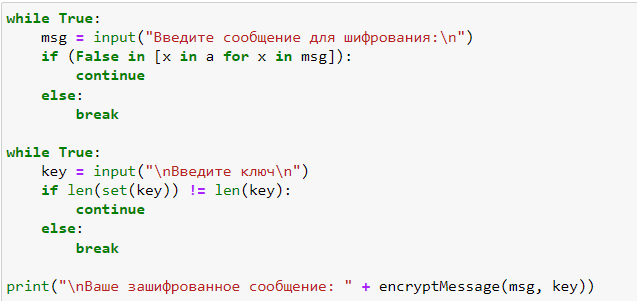 while True:
    msg = input("Введите сообщение для шифрования:\n")
    if (False in [x in a for x in msg]):
        continue
    else:
        break

while True:
    key = input("\nВведите ключ\n")
    if len(set(key)) != len(key):
        continue
    else:
        break

print("\nВаше зашифрованное сообщение: " + encryptMessage(msg, key))